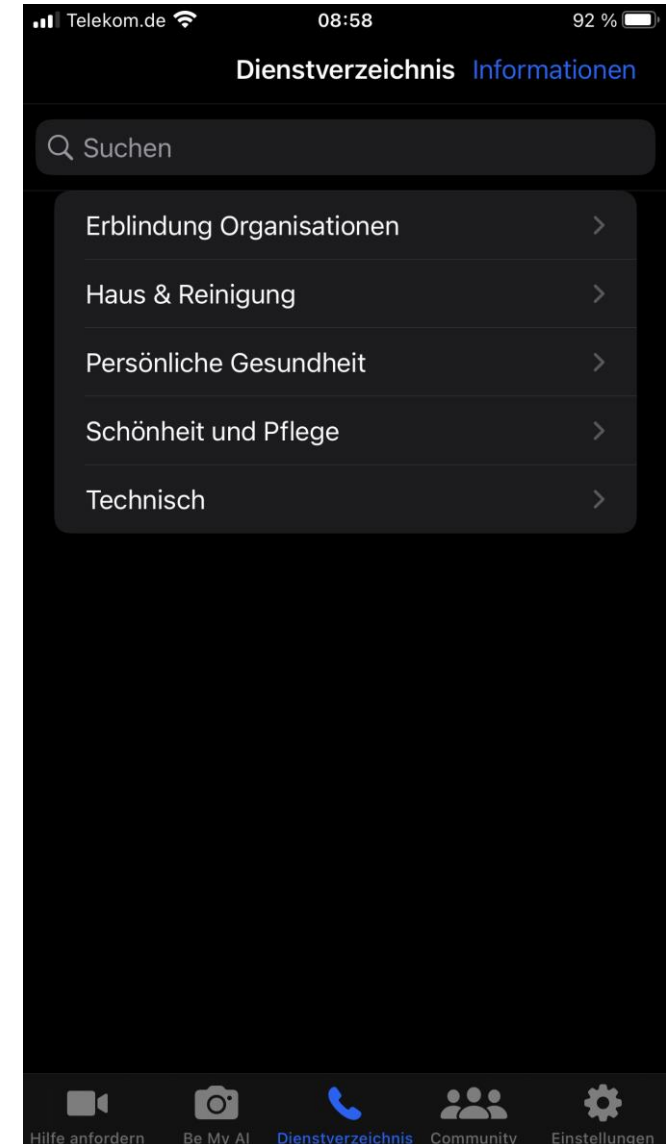 Telekom.de 08:58 92 %
Dienstverzeichnis Informationen
Suchen
Erblindung Organisationen
Haus & Reinigung
Persönliche Gesundheit
Schönheit und Pflege
Technisch
Hilfe anfordern Be My AI Dienstverzeichnis Community Einstellungen